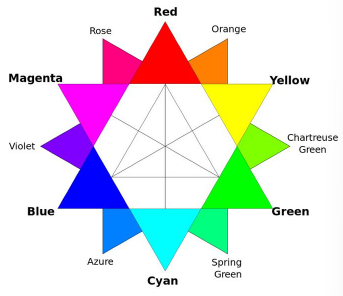 Red
Rose
Orange
Magenta
Yellow
Violet
Chartreuse
Green
Blue
Green
Azure
Spring
Green
Cyan